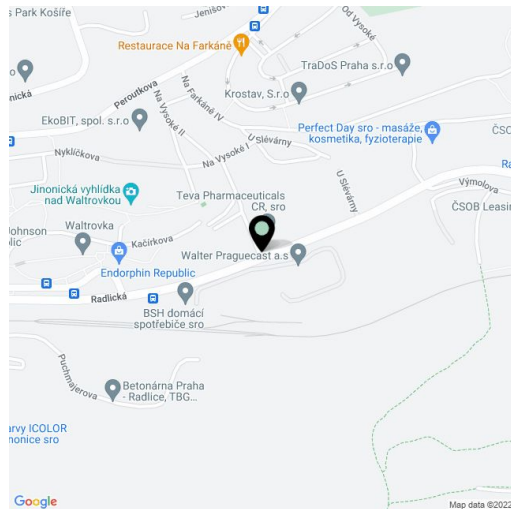 s Park Košíře
Jenišov
Od Vysoké
Restaurace Na Farkáně
TraDoS Praha s.r.o
nická
Peroutkova
Na Farkáně IV
Krostav, S.r.o
Na Vysoké II
EkoBIT, spol. s.r.o
Perfect Day sro - masáže,
kosmetika, fyzioterapie
ČSO
U Slévárny
Nyklíčkova
Na Vysoké I
Ra
U Slévárny
Výmolova
Jinonická vyhlídka
nad Waltrovkou
Teva Pharmaceuticals
CR, sro
ČSOB Leasin
Johnson
blic
Waltrovka
Kačírkova
Walter Praguecast a.s
Endorphin Republic
Radlická
BSH domácí
spotřebiče sro
Puchmajerova
Betonárna Praha
- Radlice, TBG...
arvy ICOLOR
nonice sro
Google
Map data ©2022